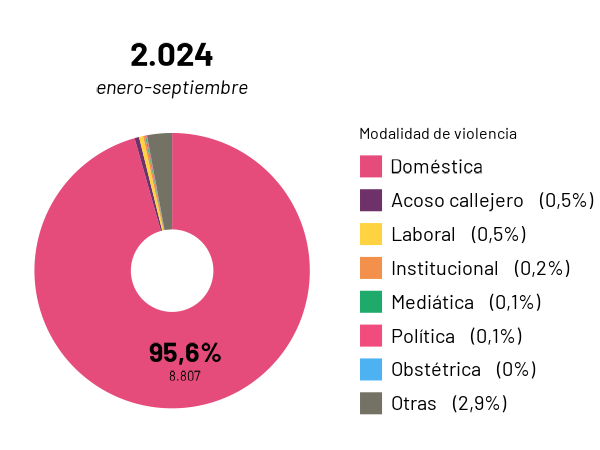 2.024
enero-septiembre
Modalidad de violencia
Doméstica
Acoso callejero (0,5%)
Laboral (0,5%)
Institucional (0,2%)
Mediática (0,1%)
Política (0,1%)
Obstétrica (0%)
Otras (2,9%)
95,6%
8.807